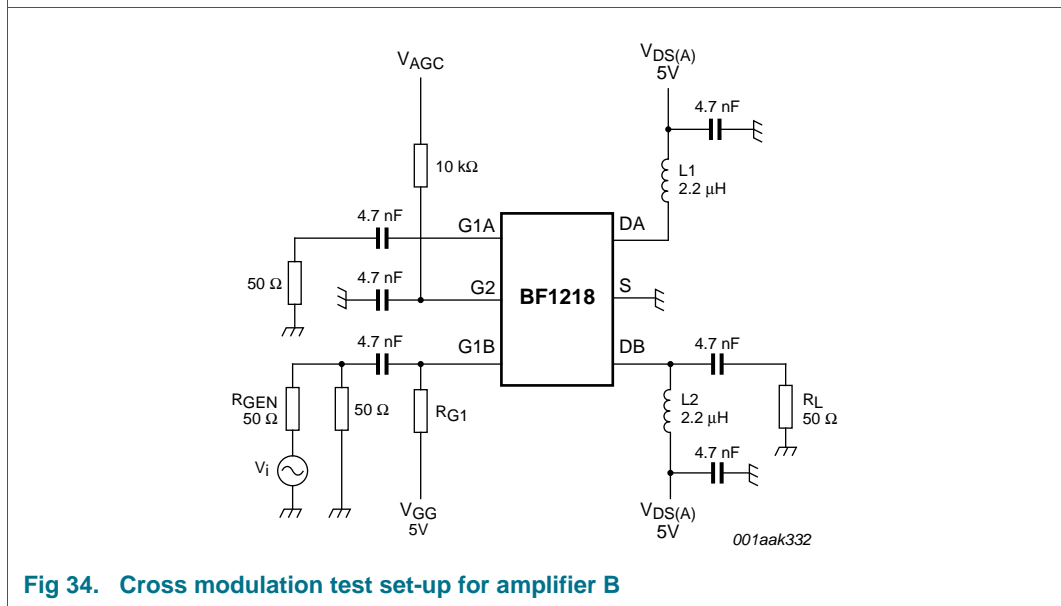 VAGC
VDS(A)
5V
4.7 nF
10 kΩ
L1
2.2 μH
4.7 nF
G1A
DA
50 Ω
4.7 nF
G2
BF1218
S
4.7 nF
G1B
DB
4.7 nF
RGEN
50 Ω
50 Ω
RG1
L2
2.2 μH
RL
50 Ω
Vi
4.7 nF
VGG
5V
VDS(A)
5V
001aak332
Fig 34. Cross modulation test set-up for amplifier B